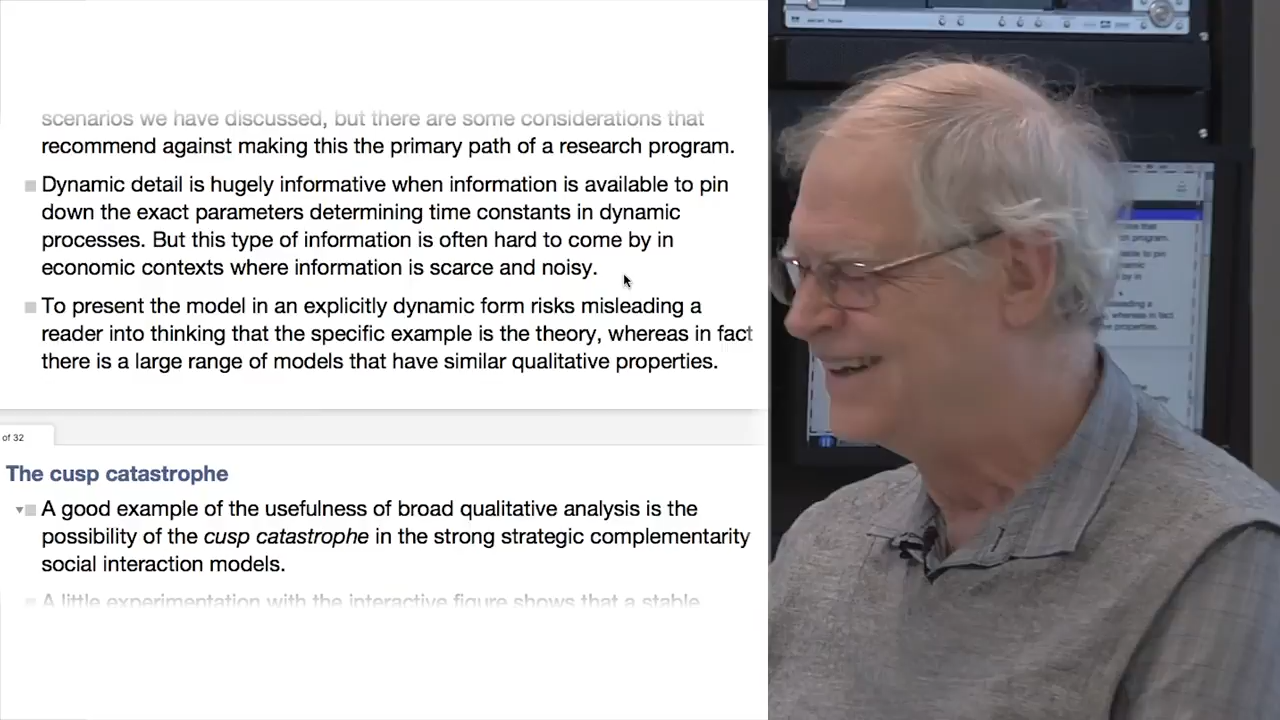 scenarios we have discussed, but there are some considerations that
recommend against making this the primary path of a research program.
Dynamic detail is hugely informative when information is available to pin
down the exact parameters determining time constants in dynamic
processes. But this type of information is often hard to come by in
economic contexts where information is scarce and noisy.
To present the model in an explicitly dynamic form risks misleading a
reader into thinking that the specific example is the theory, whereas in fact
there is a large range of models that have similar qualitative properties.
of 32
The cusp catastrophe
A good example of the usefulness of broad qualitative analysis is the
possibility of the cusp catastrophe in the strong strategic complementarity
social interaction models.
A little experimentation with the interactive figure shows that a stable